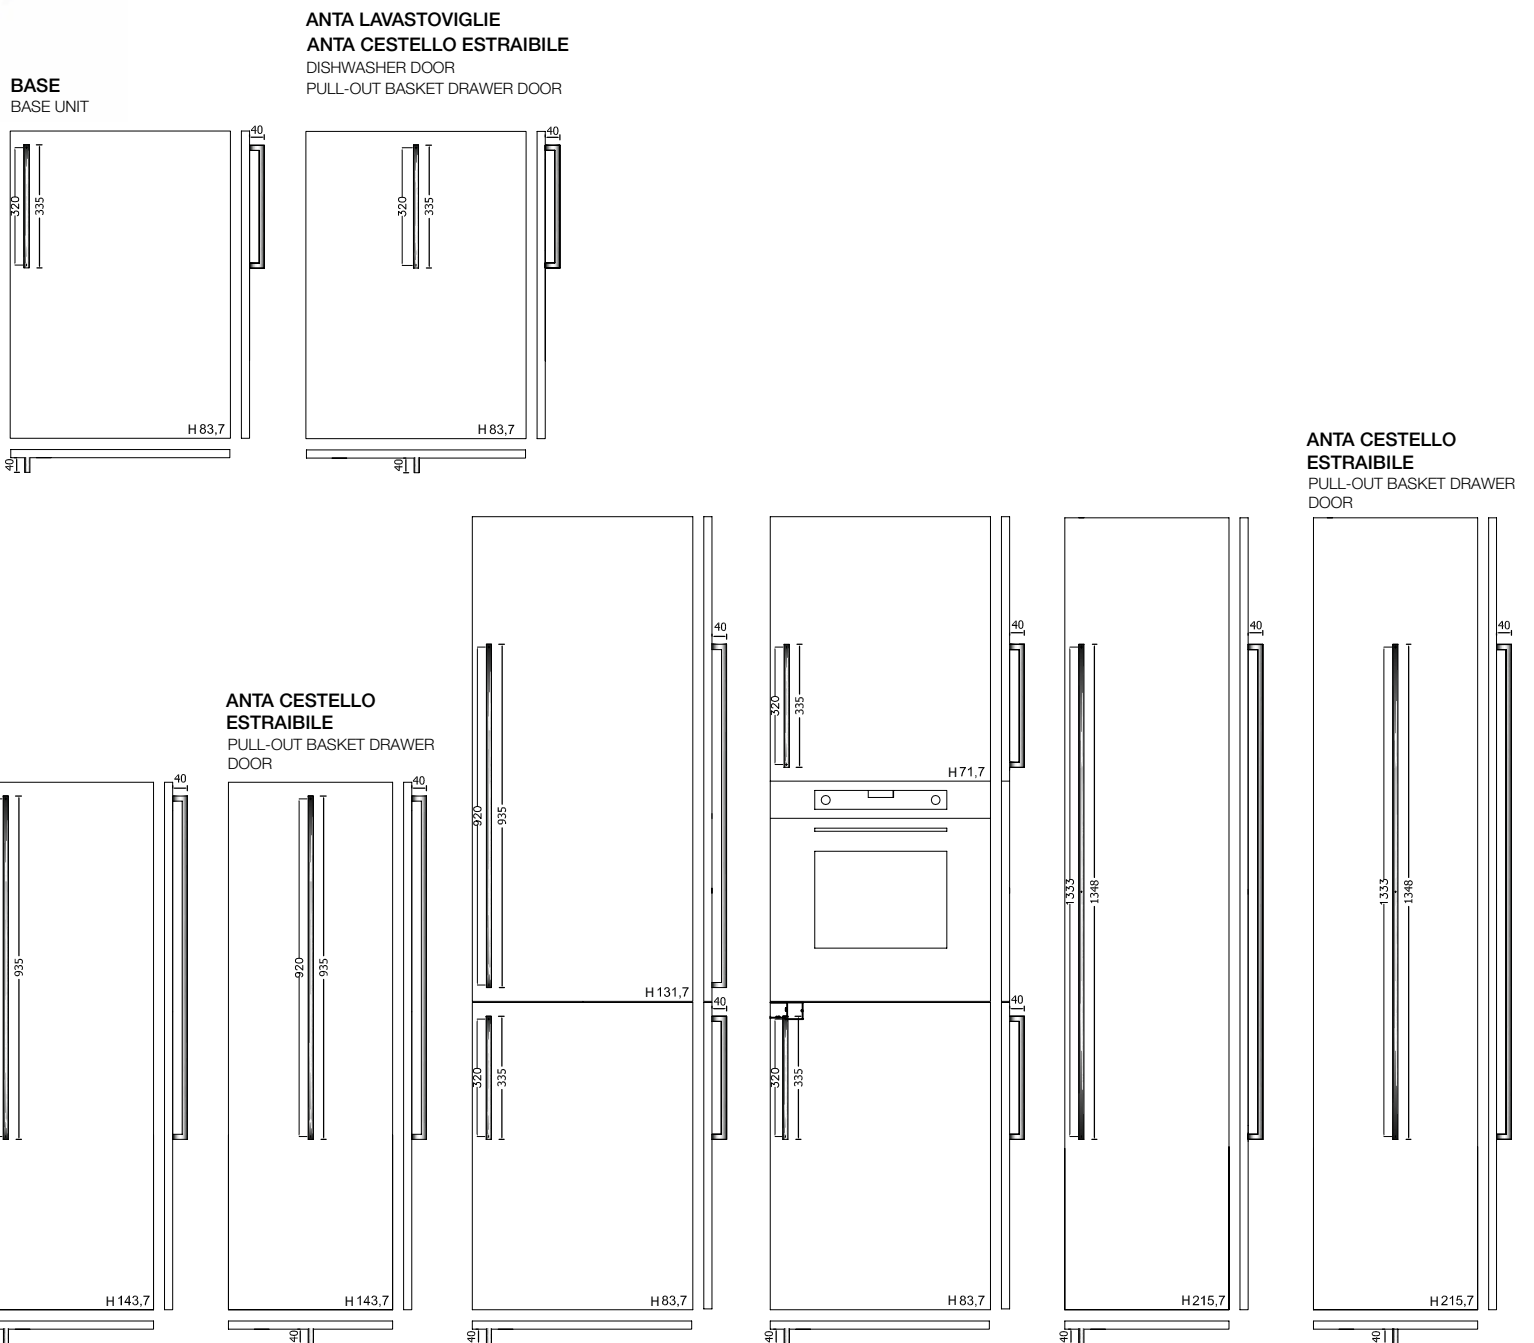 ANTA LAVASTOVIGLIE
ANTA CESTELLO ESTRAIBILE
DISHWASHER DOOR
PULL-OUT BASKET DRAWER DOOR
BASE
BASE UNIT
40
320
335
H 83,7
40
40
320
335
H 83,7
40
ANTA CESTELLO
ESTRAIBILE
PULL-OUT BASKET DRAWER
DOOR
ANTA CESTELLO
ESTRAIBILE
PULL-OUT BASKET DRAWER
DOOR
40
935
H 143,7
40
920
935
H 143,7
40
40
920
935
H 131,7
40
320
335
H 83,7
40
40
320
335
H 71,7
40
320
335
H 83,7
40
40
1333
1348
H 215,7
40
40
1333
1348
H 215,7
40